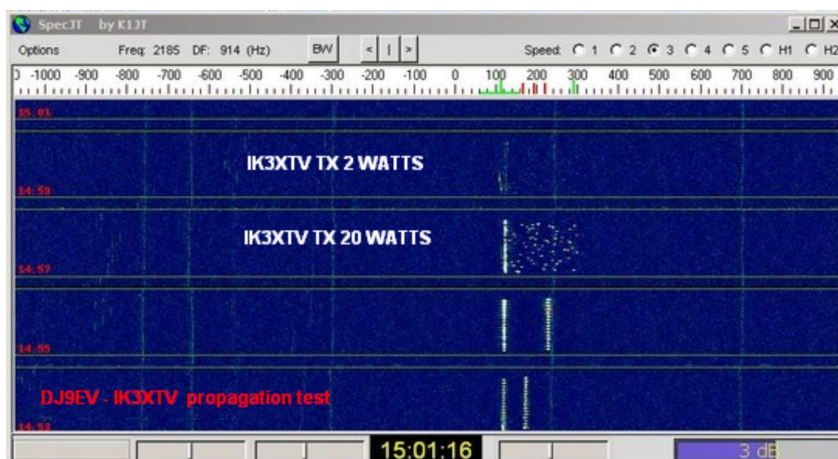 SpecJT by K1JT
Options Freq: 2185 DF: 914 (Hz) BW < | > Speed: 1 2 3 4 5 H1 H2
-1000 -900 -800 -700 -600 -500 -400 -300 -200 -100 0 100 200 300 400 500 600 700 800 900
15:01
IK3XTV TX 2 WATTS
14:59
IK3XTV TX 20 WATTS
14:57
14:55
DJ9EV - IK3XTV propagation test
14:53
15:01:16 3 dB